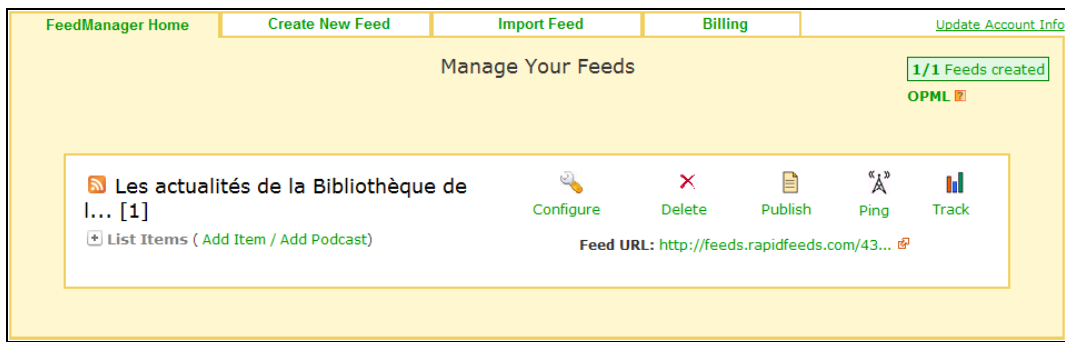 FeedManager Home Create New Feed Import Feed Billing Update Account Info
Manage Your Feeds
1/1 Feeds created
OPML ?
Les actualités de la Bibliothèque de
l... [1]
Configure Delete Publish Ping Track
+ List Items ( Add Item / Add Podcast)
Feed URL: http://feeds.rapidfeeds.com/43...